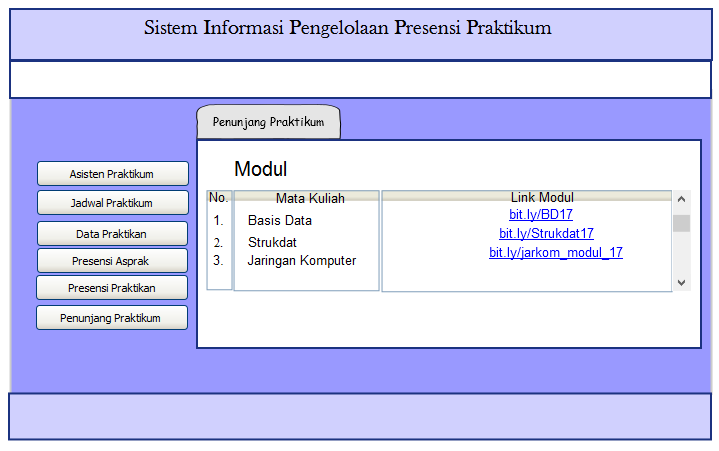 Sistem Informasi Pengelolaan Presensi Praktikum
Penunjang Praktikum
Asisten Praktikum
Jadwal Praktikum
Data Praktikan
Presensi Asprak
Presensi Praktikan
Penunjang Praktikum
Modul
No. Mata Kuliah Link Modul
1. Basis Data bit.ly/BD17
2. Strukdat bit.ly/Strukdat17
3. Jaringan Komputer bit.ly/jarkom_modul_17